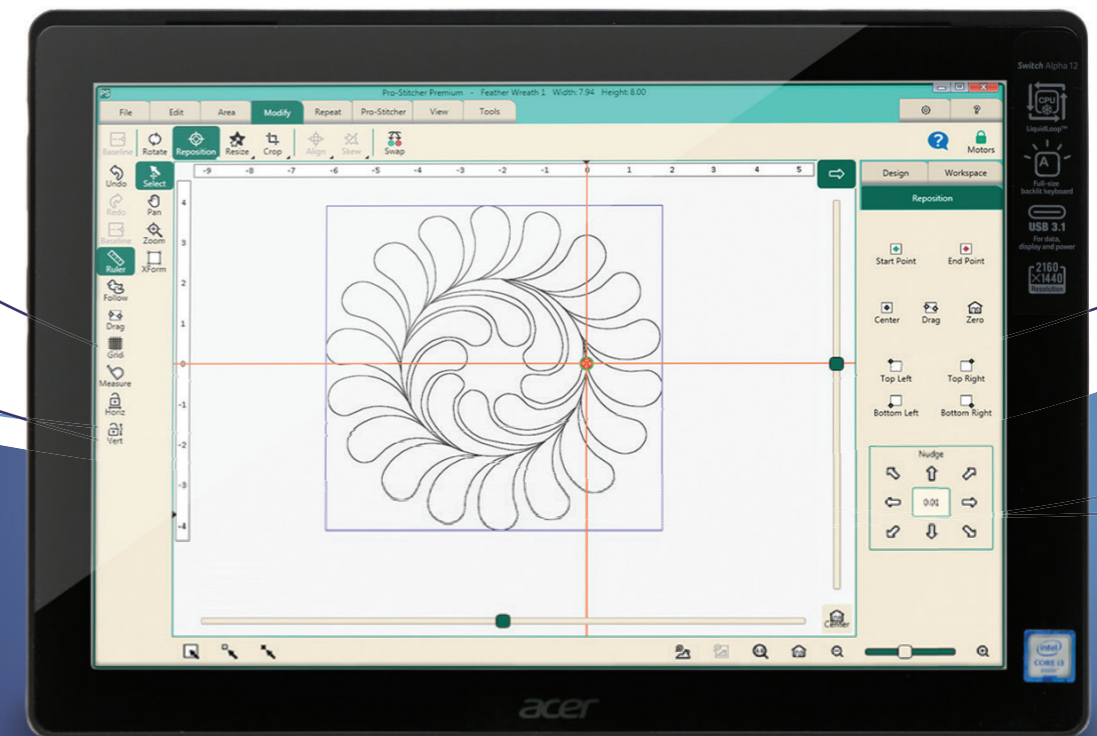 Switch Alpha 12
CPU
LiquidLoop™
A
Full-size
backlit keyboard
USB 3.1
For data,
display and power
2160
×1440
Resolution
Pro-Stitcher Premium - Feather Wreath 1 Width: 7.94 Height: 8.00
File Edit Area Modify Repeat Pro-Stitcher View Tools ?
Baseline Rotate Reposition Resize Crop Align Skew Swap ? Motors
Undo Select
Redo Pan
Baseline Zoom
Ruler XForm
Follow
Drag
Grid
Measure
Horiz
Vert
-9 -8 -7 -6 -5 -4 -3 -2 -1 0 1 2 3 4 5
4
3
2
1
0
-1
-2
-3
-4
Design Workspace
Reposition
Start Point End Point
Center Drag Zero
Top Left Top Right
Bottom Left Bottom Right
Nudge
0.01
Center
1:1
acer
intel
CORE i3